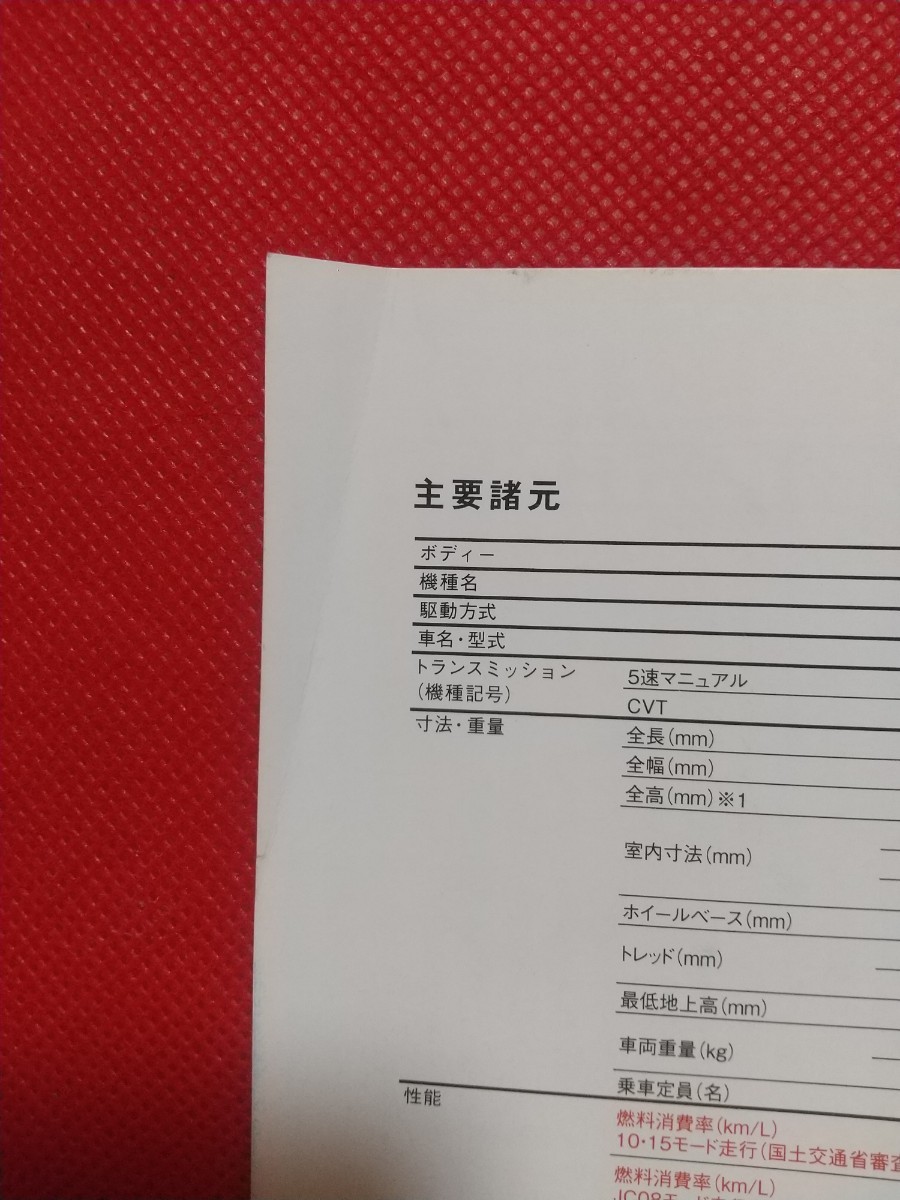 主要諸元
ボディー
機種名
駆動方式
車名・型式
トランスミッション
(機種記号)
5速マニュアル
CVT
寸法・重量
全長(mm)
全幅(mm)
全高(mm)※1
室内寸法(mm)
ホイールベース(mm)
トレッド(mm)
最低地上高(mm)
車両重量(kg)
乗車定員(名)
性能
燃料消費率(km/L)
10・15モード走行(国土交通省審査
燃料消費率(km/L)